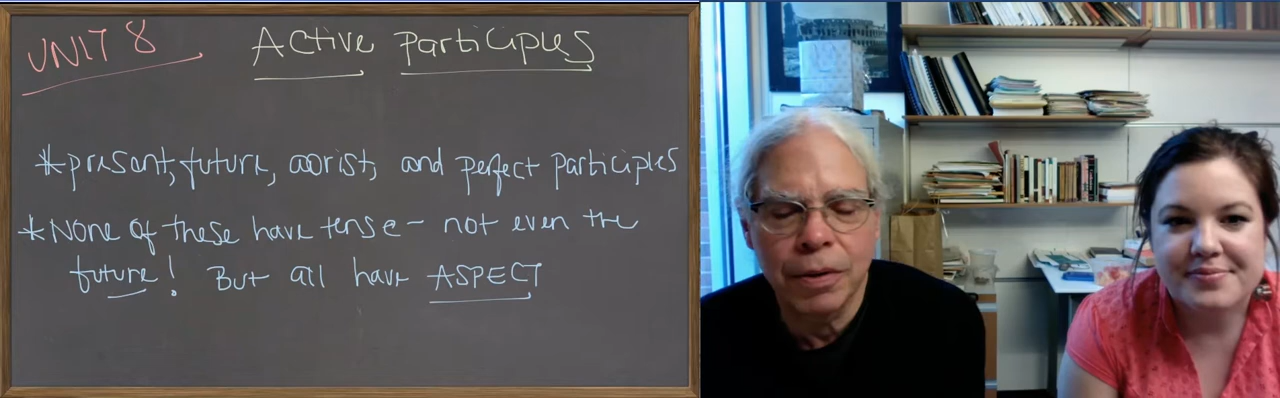 UNIT 8
Active Participles
* present, future, aorist, and perfect participles
* None of these have tense - not even the
future! But all have ASPECT